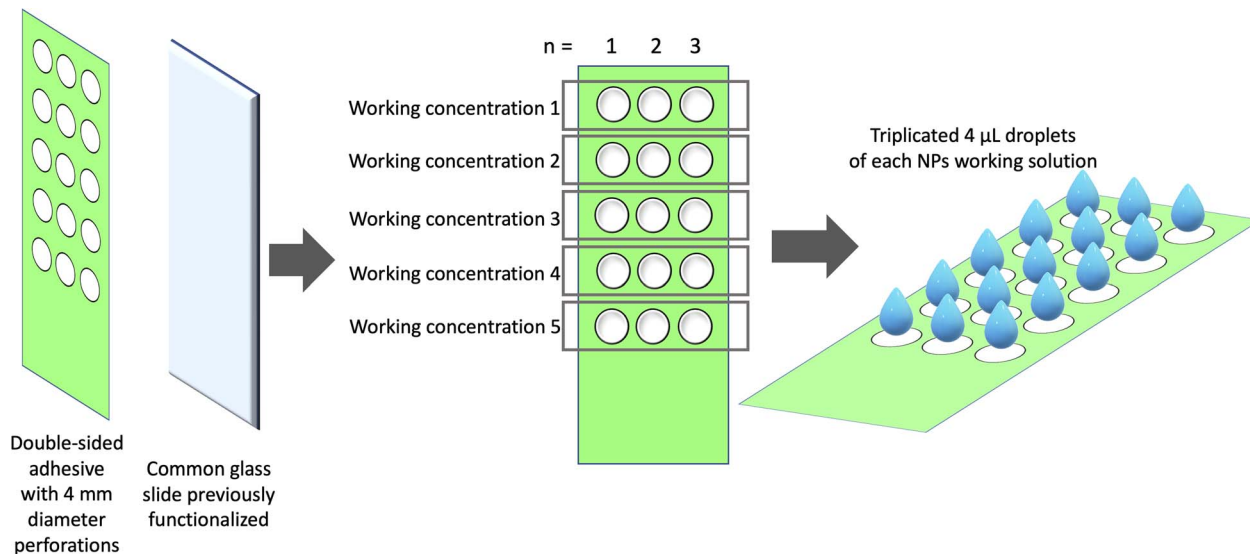 n = 1 2 3
Working concentration 1
Working concentration 2
Working concentration 3
Working concentration 4
Working concentration 5
Triplicated 4 µL droplets
of each NPs working solution
Double-sided
adhesive
with 4 mm
diameter
perforations
Common glass
slide previously
functionalized